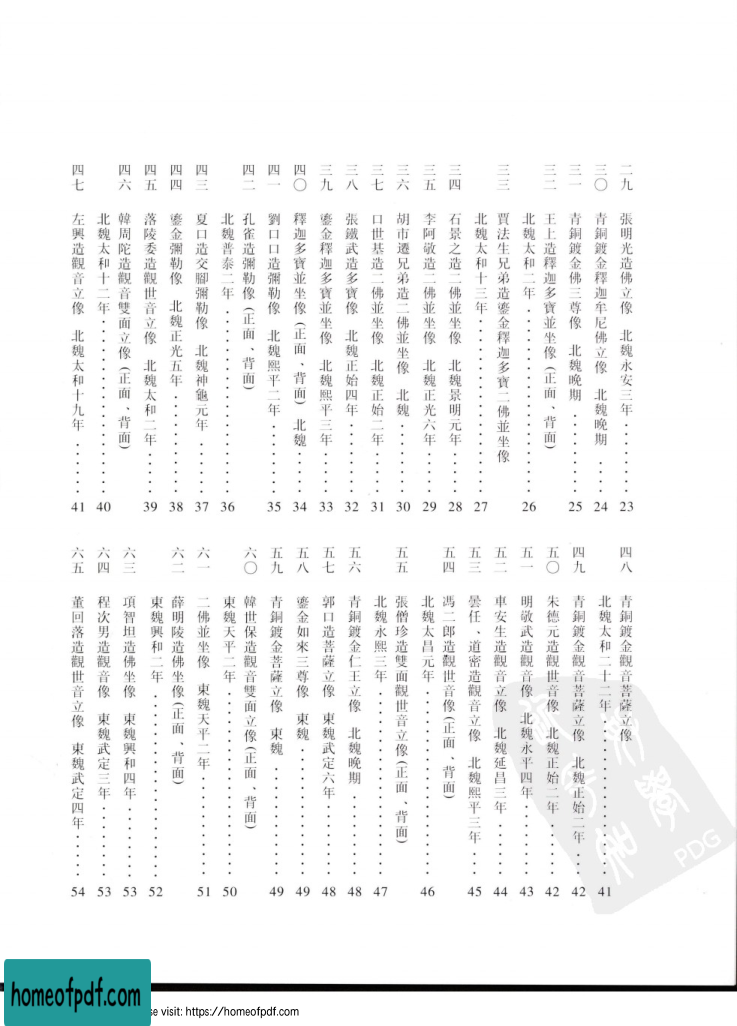 二九　張明光造佛立像　北魏永安三年 . . . . . . . . . 23
三〇　青銅鍍金釋迦牟尼佛立像　北魏晚期 . . . . 24
三一　青銅鍍金佛三尊像　北魏晚期 . . . . . . . . . 25
三二　王上造釋迦多寶並坐像（正面、背面）
北魏太和二年 . . . . . . . . . . . . . . . . . 26
三三　賈法生兄弟造鎏金釋迦多寶二佛並坐像
北魏太和十三年 . . . . . . . . . . . . . . . . 27
三四　石景之造二佛並坐像　北魏景明元年 . . . . . 28
三五　李阿敬造二佛並坐像　北魏正光六年 . . . . . 29
三六　胡市遷兄弟造二佛並坐像　北魏 . . . . . . . 30
三七　口世基造二佛並坐像　北魏正始二年 . . . . . 31
三八　張鐵武造多寶像　北魏正始四年 . . . . . . . 32
三九　鎏金釋迦多寶並坐像　北魏熙平三年 . . . . . 33
四〇　釋迦多寶並坐像（正面、背面）　北魏 . . . . 34
四一　劉口口造彌勒像　北魏熙平二年 . . . . . . . 35
四二　孔雀造彌勒像（正面、背面）
北魏普泰二年 . . . . . . . . . . . . . . . . . 36
四三　夏口造交腳彌勒像　北魏神龜元年 . . . . . . 37
四四　鎏金彌勒像　北魏正光五年 . . . . . . . . . 38
四五　落陵委造觀世音立像　北魏太和二年 . . . . . 39
四六　韓周陀造觀音雙面立像（正面、背面）
北魏太和十二年 . . . . . . . . . . . . . . . . 40
四七　左興造觀音立像　北魏太和十九年 . . . . . . 41
四八　青銅鍍金觀音菩薩立像
北魏太和二十二年 . . . . . . . . . . . . . . . 41
四九　青銅鍍金觀音菩薩立像　北魏正始二年 . . . . 42
五〇　朱德元造觀世音像　北魏正始二年 . . . . . . 42
五一　明敬武造觀音像　北魏永平四年 . . . . . . . 43
五二　車安生造觀音立像　北魏延昌三年 . . . . . . 44
五三　曇任、道密造觀音立像　北魏熙平三年 . . . . 45
五四　馮二郎造觀世音像（正面、背面）
北魏太昌元年 . . . . . . . . . . . . . . . . . 46
五五　張僧珍造雙面觀世音立像（正面、背面）
北魏永熙三年 . . . . . . . . . . . . . . . . . 47
五六　青銅鍍金仁王立像　北魏晚期 . . . . . . . . 48
五七　郭口造菩薩立像　東魏武定六年 . . . . . . . 48
五八　鎏金如來三尊像　東魏 . . . . . . . . . . . 49
五九　青銅鍍金菩薩立像　東魏 . . . . . . . . . . 49
六〇　韓世保造觀音雙面立像（正面、背面）
東魏天平二年 . . . . . . . . . . . . . . . . . 50
六一　二佛並坐像　東魏天平二年 . . . . . . . . . 51
六二　薛明陵造佛坐像（正面、背面）
東魏興和二年 . . . . . . . . . . . . . . . . . 52
六三　項智坦造佛坐像　東魏興和四年 . . . . . . . 53
六四　程次男造觀音像　東魏武定三年 . . . . . . . 53
六五　董回落造觀世音立像　東魏武定四年 . . . . . 54
PDG
homeofpdf.com
se visit: https://homeofpdf.com